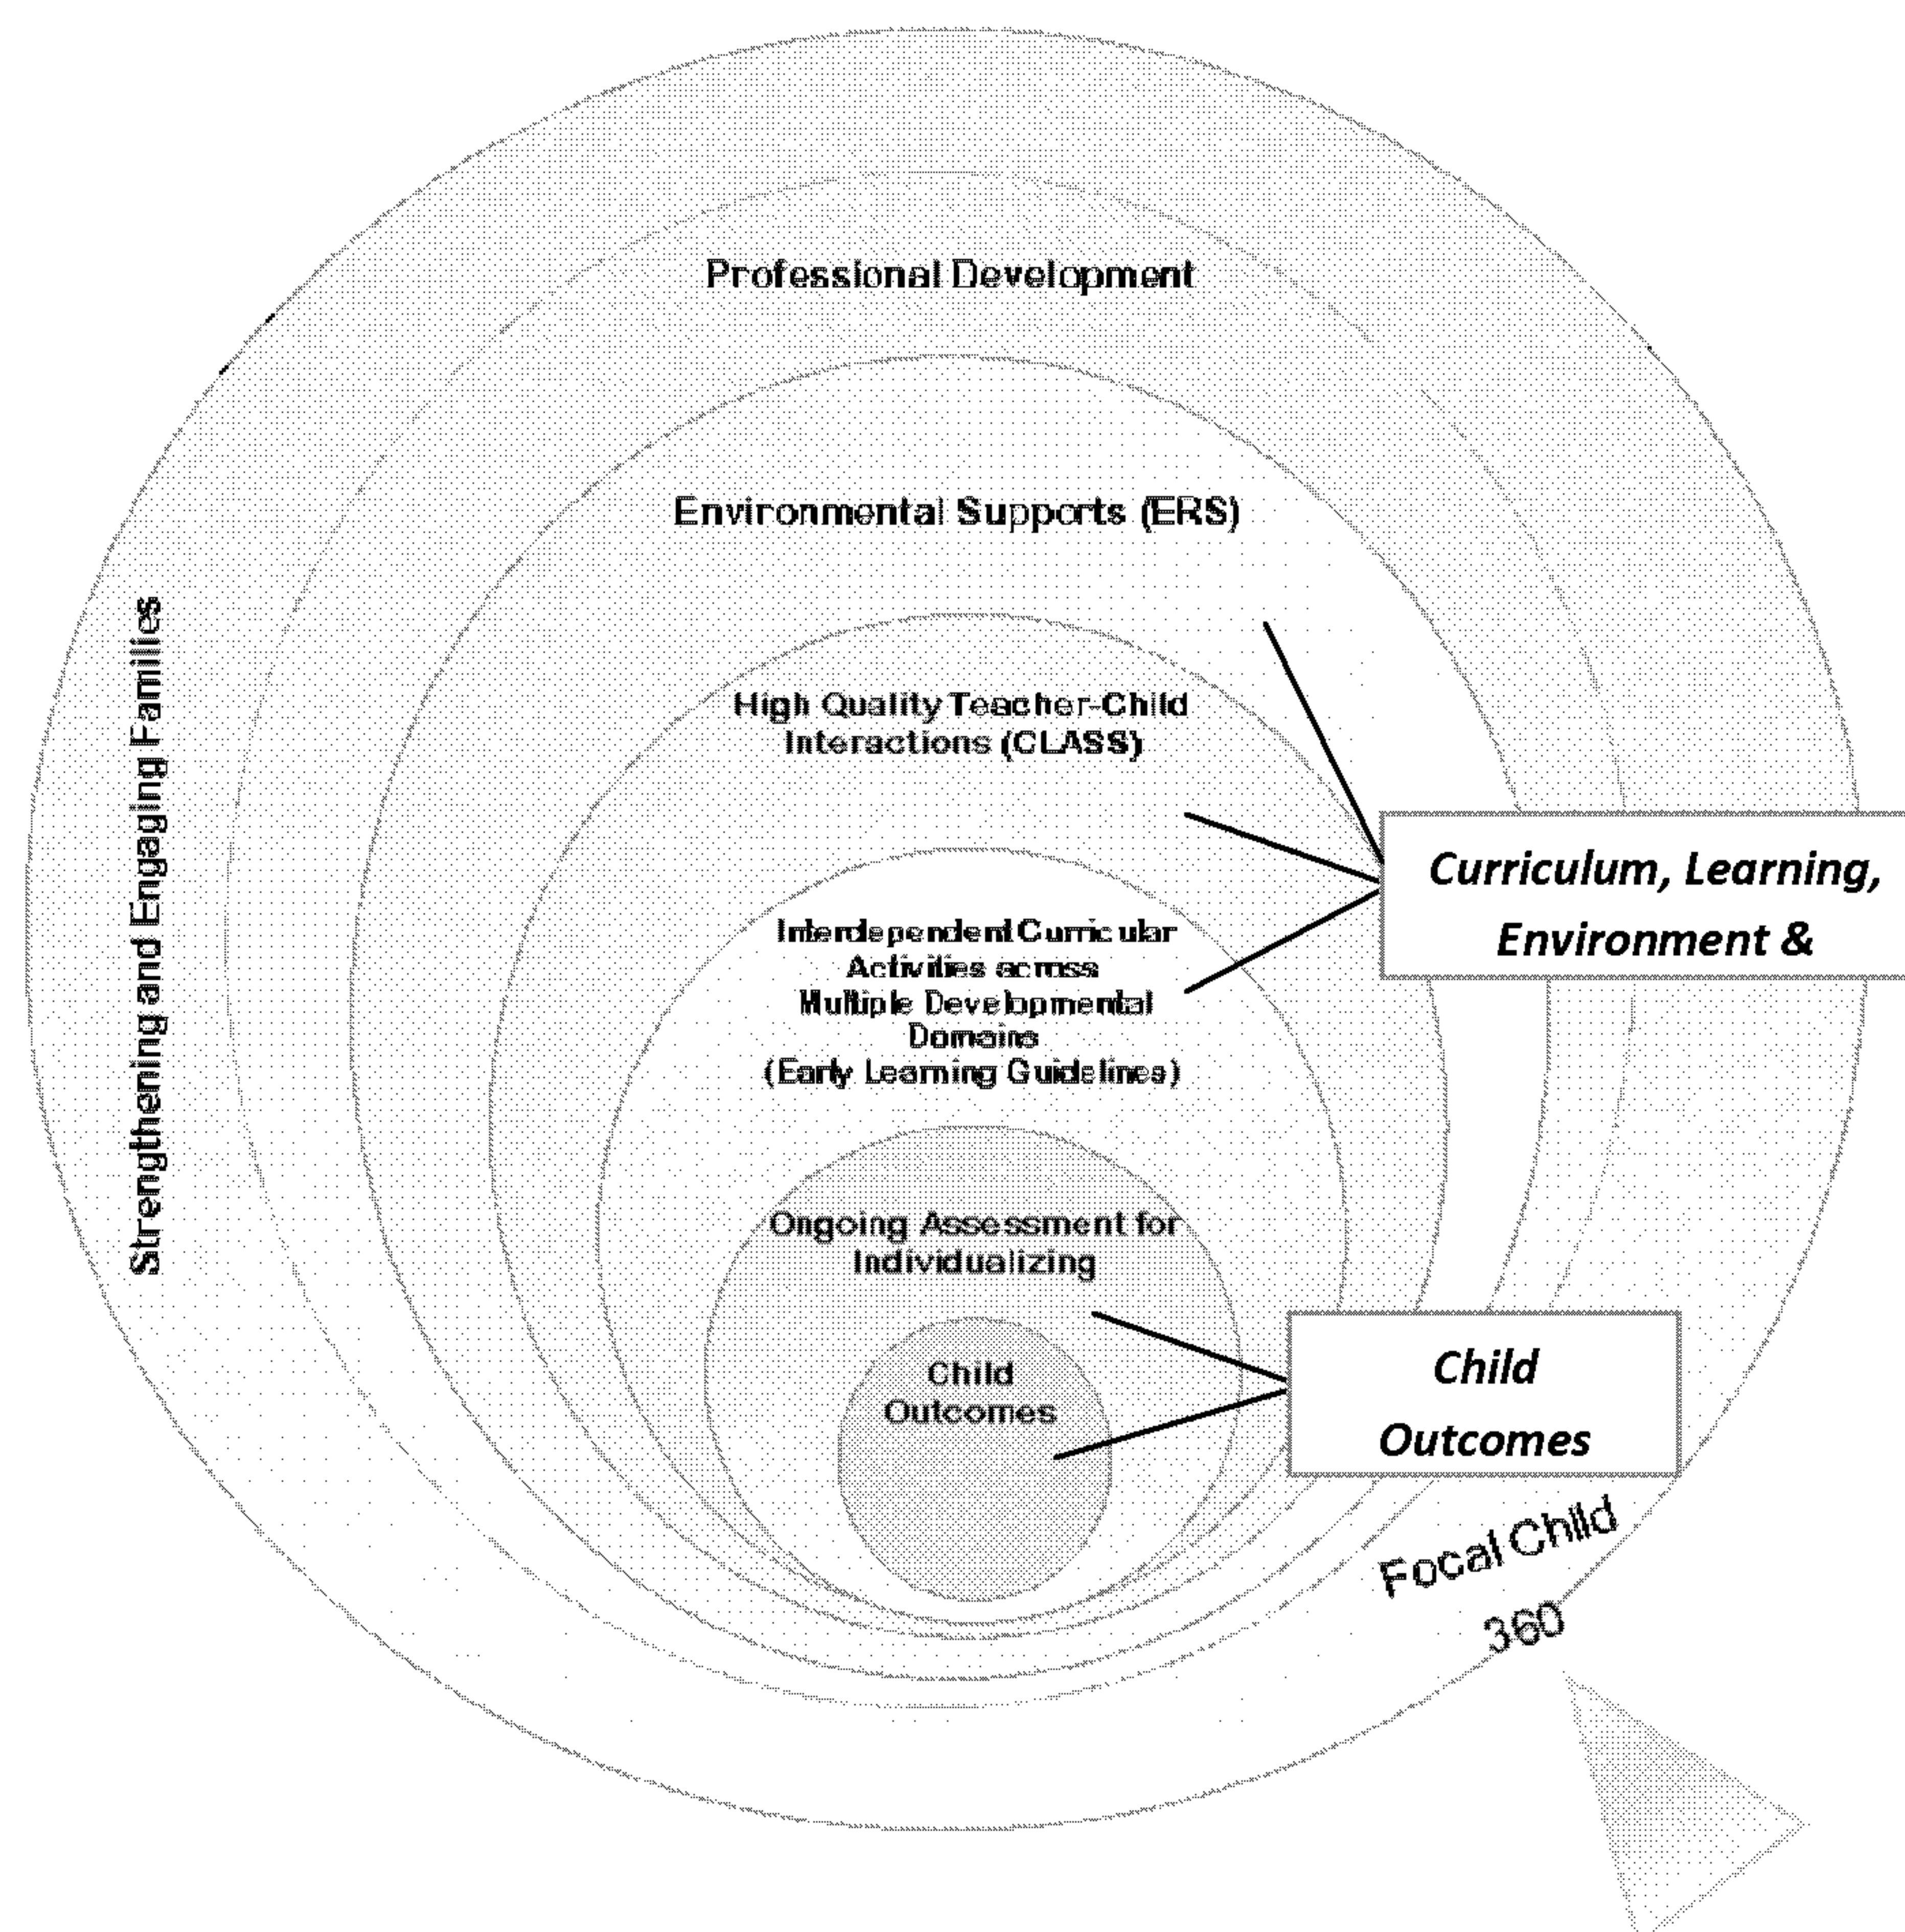 Professional Development
Environmental Supports (ERS)
Strengthening and Engaging Families
High Quality Teacher-Child
Interactions (CLASS)
Curriculum, Learning,
Environment &
Interdependent Curricular
Activities across
Multiple Developmental
Domains
(Early Learning Guidelines)
Ongoing Assessment for
Individualizing
Child
Outcomes
Child
Outcomes
Focal Child
360